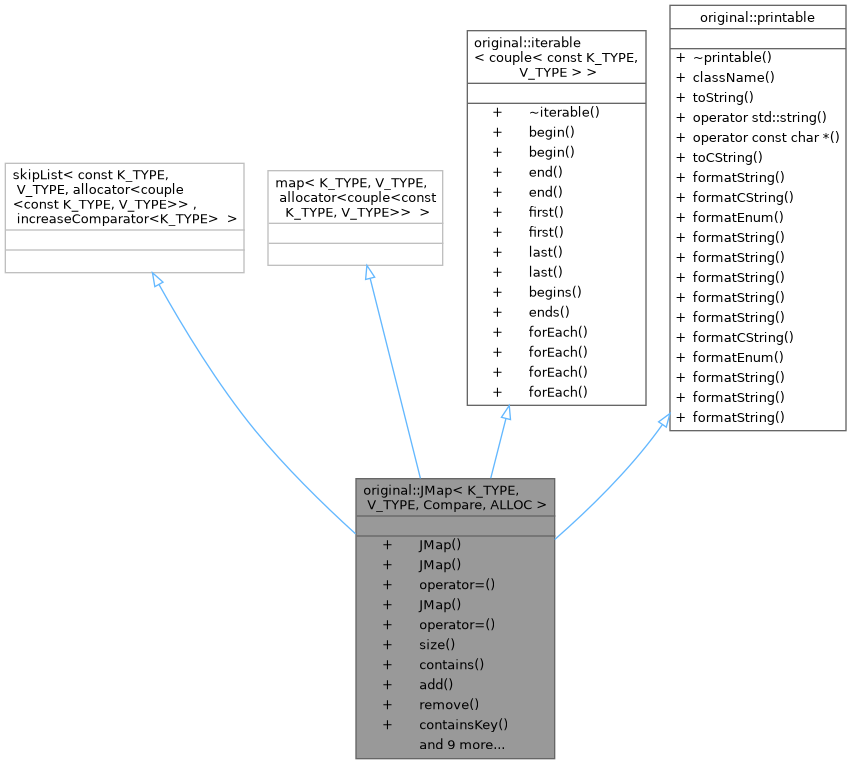 skipList< const K_TYPE,
V_TYPE, allocator<couple
<const K_TYPE, V_TYPE>> ,
increaseComparator<K_TYPE>  >
map< K_TYPE, V_TYPE,
allocator<couple<const
K_TYPE, V_TYPE>>  >
original::iterable
< couple< const K_TYPE,
V_TYPE > >
+ ~iterable()
+ begin()
+ begin()
+ end()
+ end()
+ first()
+ first()
+ last()
+ last()
+ begins()
+ ends()
+ forEach()
+ forEach()
+ forEach()
+ forEach()
original::printable
+ ~printable()
+ className()
+ toString()
+ operator std::string()
+ operator const char *()
+ toCString()
+ formatString()
+ formatCString()
+ formatEnum()
+ formatString()
+ formatString()
+ formatString()
+ formatString()
+ formatString()
+ formatCString()
+ formatEnum()
+ formatString()
+ formatString()
+ formatString()
original::JMap< K_TYPE,
V_TYPE, Compare, ALLOC >
+ JMap()
+ JMap()
+ operator=()
+ JMap()
+ operator=()
+ size()
+ contains()
+ add()
+ remove()
+ containsKey()
and 9 more...